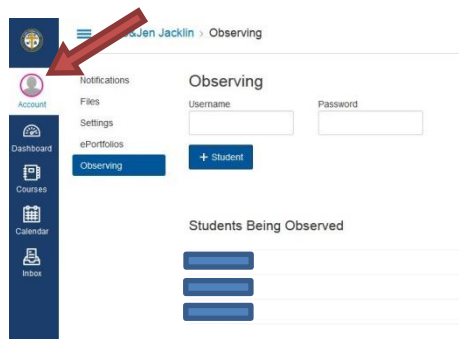 Jen Jacklin > Observing
Account
Dashboard
Courses
Calendar
Inbox
Notifications
Files
Settings
ePortfolios
Observing
Observing
Username Password
+ Student
Students Being Observed